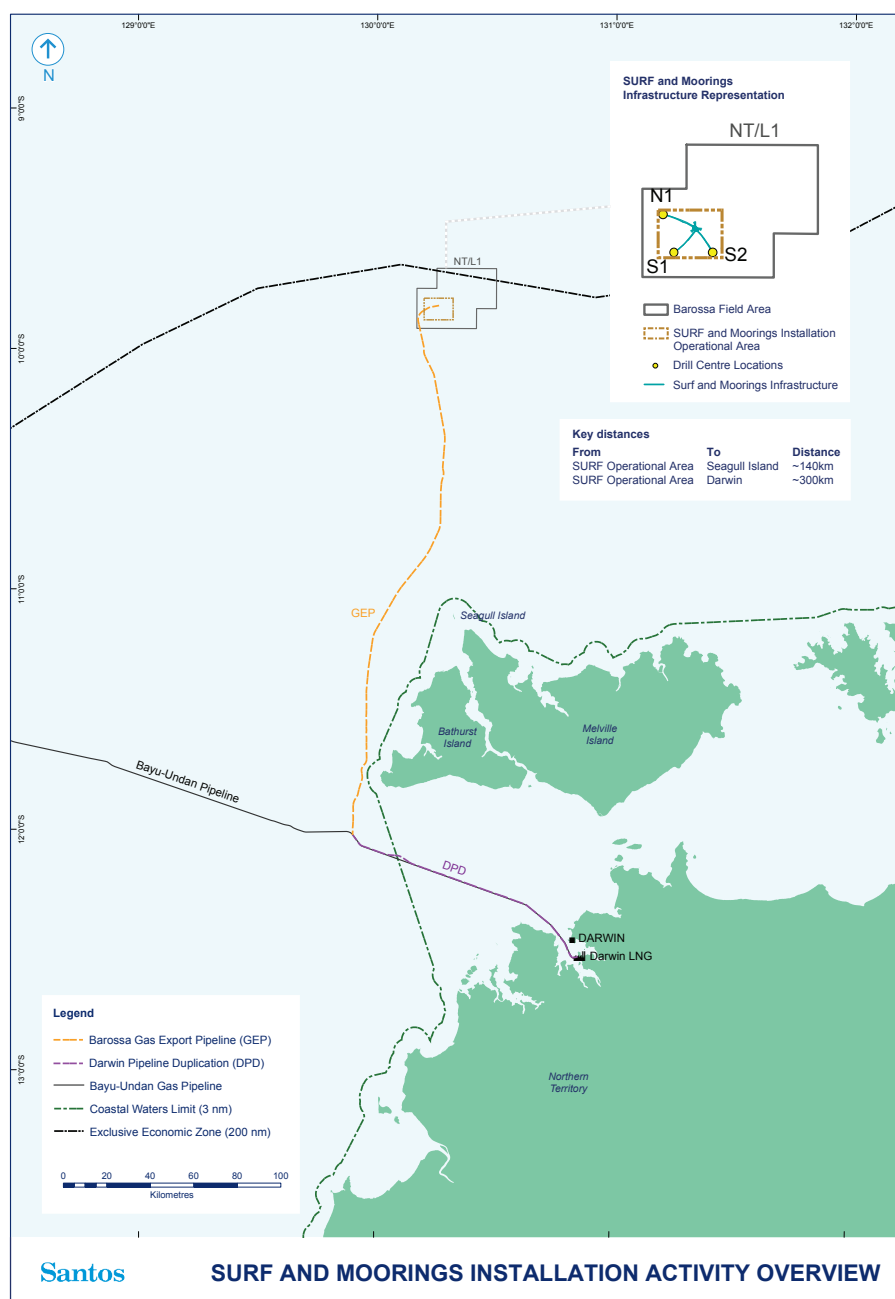 129°0'0"E
130°0'0"E
131°0'0"E
132°0'0"E
N
9°0'0"S
10°0'0"S
11°0'0"S
12°0'0"S
13°0'0"S
SURF and Moorings
Infrastructure Representation
NT/L1
N1
S1
S2
Barossa Field Area
SURF and Moorings Installation
Operational Area
Drill Centre Locations
Surf and Moorings Infrastructure
NT/L1
Key distances
From To Distance
SURF Operational Area Seagull Island ~140km
SURF Operational Area Darwin ~300km
GEP
Seagull Island
Bathurst
Island
Melville
Island
Bayu-Undan Pipeline
DPD
DARWIN
Darwin LNG
Northern
Territory
Legend
Barossa Gas Export Pipeline (GEP)
Darwin Pipeline Duplication (DPD)
Bayu-Undan Gas Pipeline
Coastal Waters Limit (3 nm)
Exclusive Economic Zone (200 nm)
0 20 40 60 80 100
Kilometres
Santos
SURF AND MOORINGS INSTALLATION ACTIVITY OVERVIEW